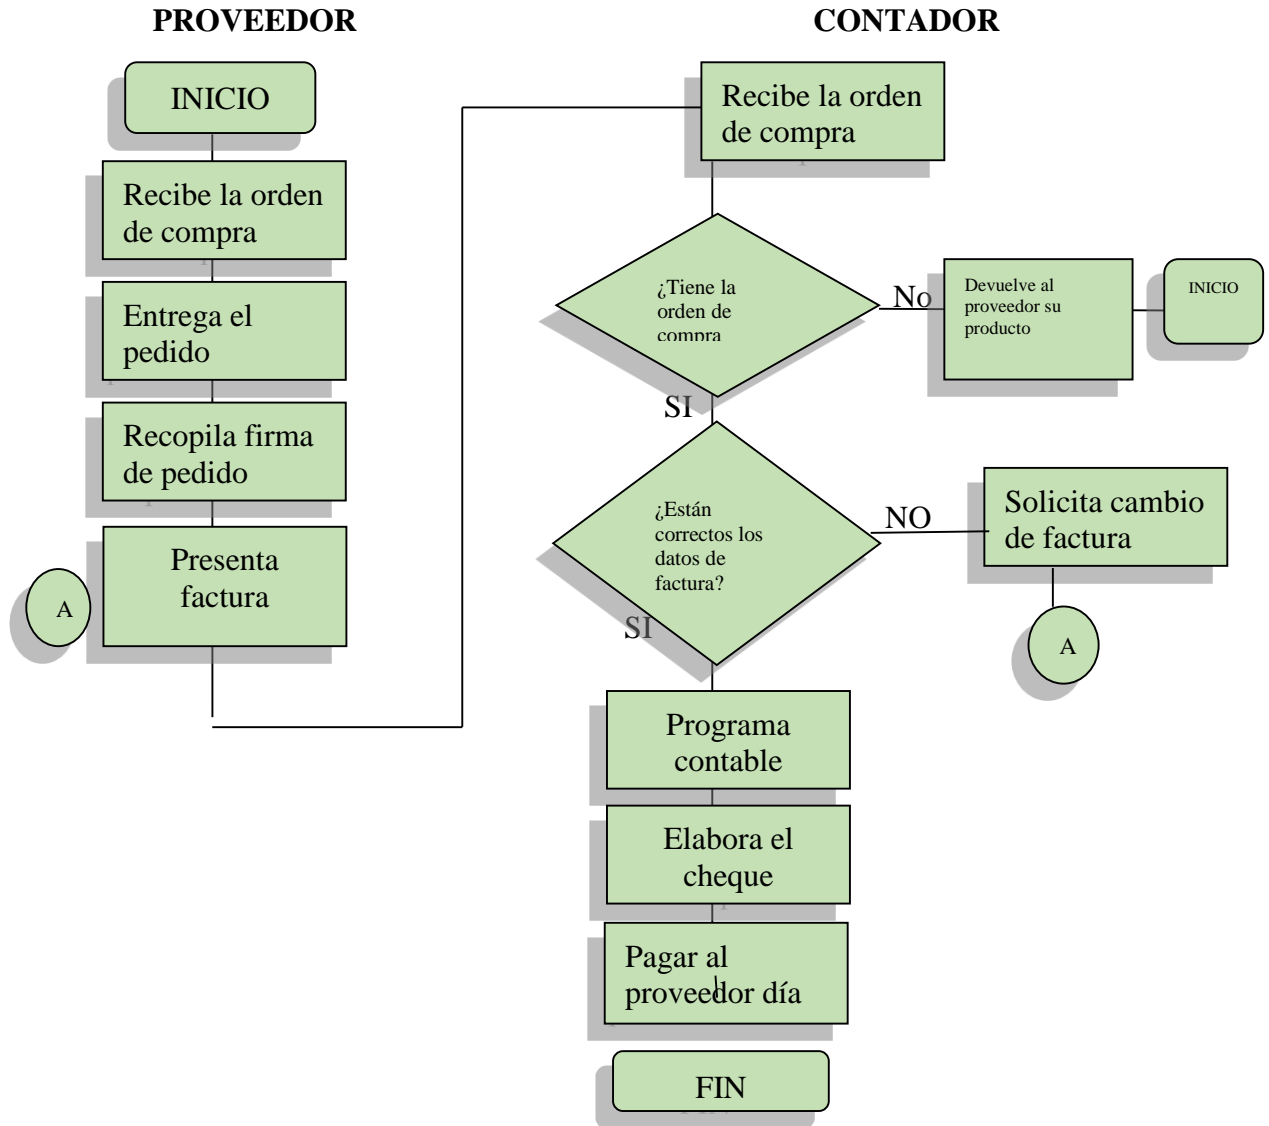 PROVEEDOR
INICIO
Recibe la orden
de compra
Entrega el
pedido
Recopila firma
de pedido
Presenta
factura
A
CONTADOR
Recibe la orden
de compra
¿Tiene la
orden de
compra
No
Devuelve al
proveedor su
producto
INICIO
SI
¿Están
correctos los
datos de
factura?
NO
Solicita cambio
de factura
A
SI
Programa
contable
Elabora el
cheque
Pagar al
proveedor día
FIN